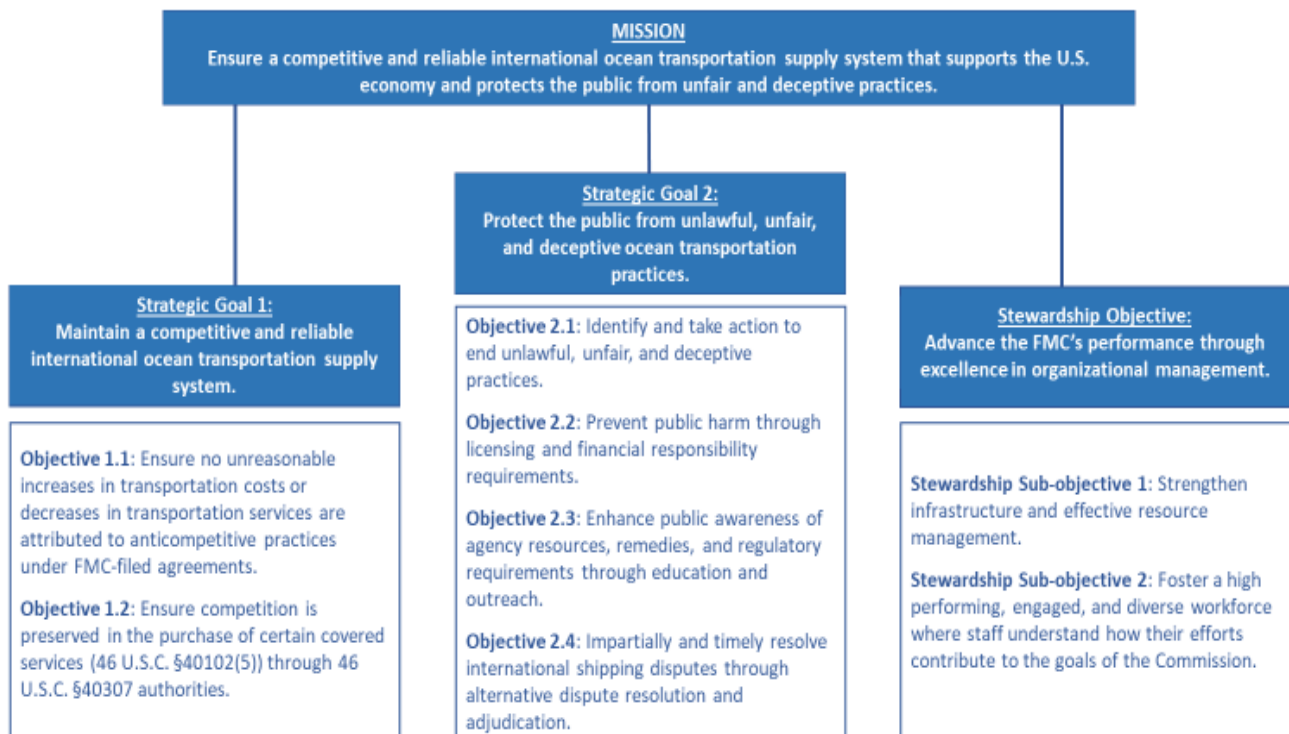 MISSION
Ensure a competitive and reliable international ocean transportation supply system that supports the U.S.
economy and protects the public from unfair and deceptive practices.
Strategic Goal 1:
Maintain a competitive and reliable
international ocean transportation supply
system.
Objective 1.1: Ensure no unreasonable
increases in transportation costs or
decreases in transportation services are
attributed to anticompetitive practices
under FMC-filed agreements.
Objective 1.2: Ensure competition is
preserved in the purchase of certain covered
services (46 U.S.C. §40102(5)) through 46
U.S.C. §40307 authorities.
Strategic Goal 2:
Protect the public from unlawful, unfair,
and deceptive ocean transportation
practices.
Objective 2.1: Identify and take action to
end unlawful, unfair, and deceptive
practices.
Objective 2.2: Prevent public harm through
licensing and financial responsibility
requirements.
Objective 2.3: Enhance public awareness of
agency resources, remedies, and regulatory
requirements through education and
outreach.
Objective 2.4: Impartially and timely resolve
international shipping disputes through
alternative dispute resolution and
adjudication.
Stewardship Objective:
Advance the FMC's performance through
excellence in organizational management.
Stewardship Sub-objective 1: Strengthen
infrastructure and effective resource
management.
Stewardship Sub-objective 2: Foster a high
performing, engaged, and diverse workforce
where staff understand how their efforts
contribute to the goals of the Commission.